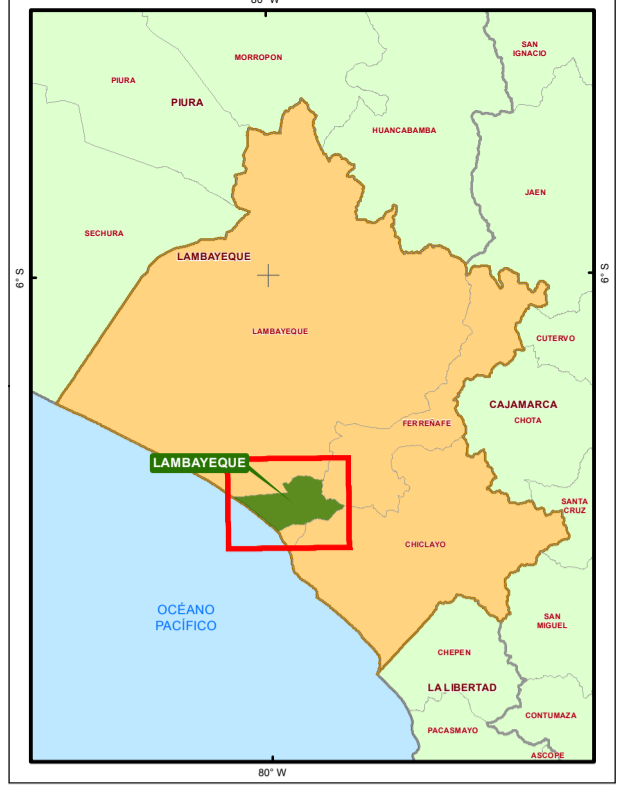 80° W
SAN
IGNACIO
MORROPON
PIURA
PIURA
HUANCABAMBA
JAEN
SECHURA
LAMBAYEQUE
6° S
6° S
LAMBAYEQUE
CUTERVO
CAJAMARCA
CHOTA
FERREÑAFE
LAMBAYEQUE
SANTA
CRUZ
CHICLAYO
OCÉANO
PACÍFICO
SAN
MIGUEL
CHEPEN
LA LIBERTAD
CONTUMAZA
PACASMAYO
ASCOPE
80° W